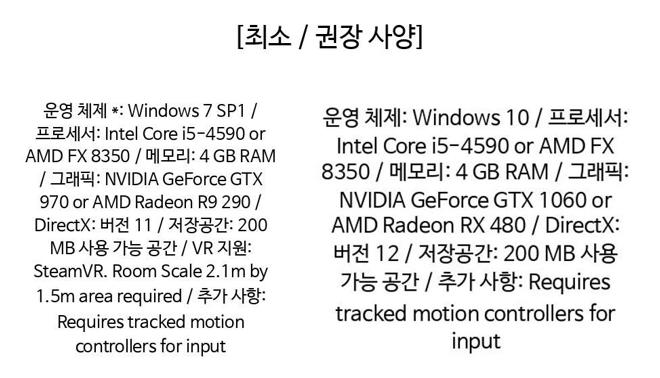 [최소 / 권장 사양]
운영 체제 *: Windows 7 SP1 /
프로세서: Intel Core i5-4590 or
AMD FX 8350 / 메모리: 4 GB RAM
/ 그래픽: NVIDIA GeForce GTX
970 or AMD Radeon R9 290 /
DirectX: 버전 11 / 저장공간: 200
MB 사용 가능 공간 / VR 지원:
SteamVR. Room Scale 2.1m by
1.5m area required / 추가 사항:
Requires tracked motion
controllers for input
운영 체제: Windows 10 / 프로세서:
Intel Core i5-4590 or AMD FX
8350 / 메모리: 4 GB RAM / 그래픽:
NVIDIA GeForce GTX 1060 or
AMD Radeon RX 480 / DirectX:
버전 12 / 저장공간: 200 MB 사용
가능 공간 / 추가 사항: Requires
tracked motion controllers for
input